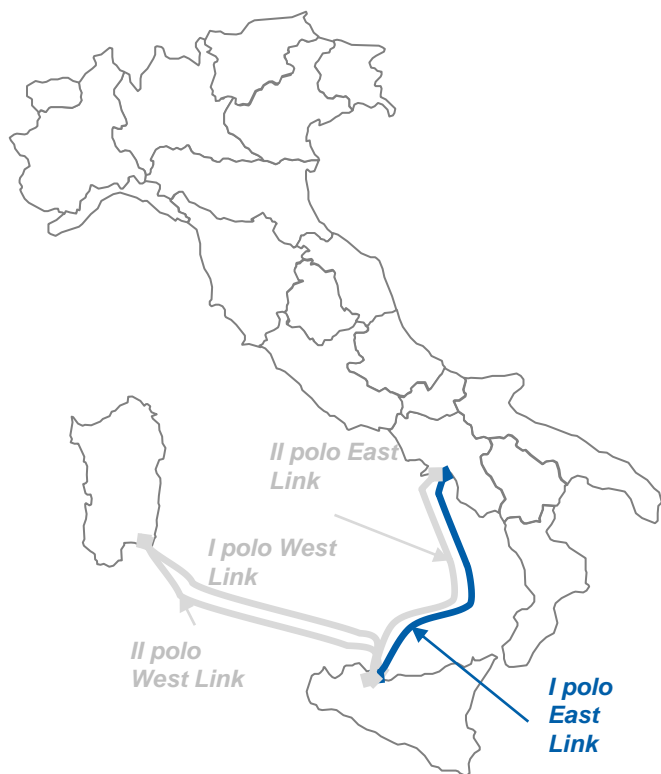 II polo East
Link
I polo West
Link
II polo
West Link
I polo
East
Link